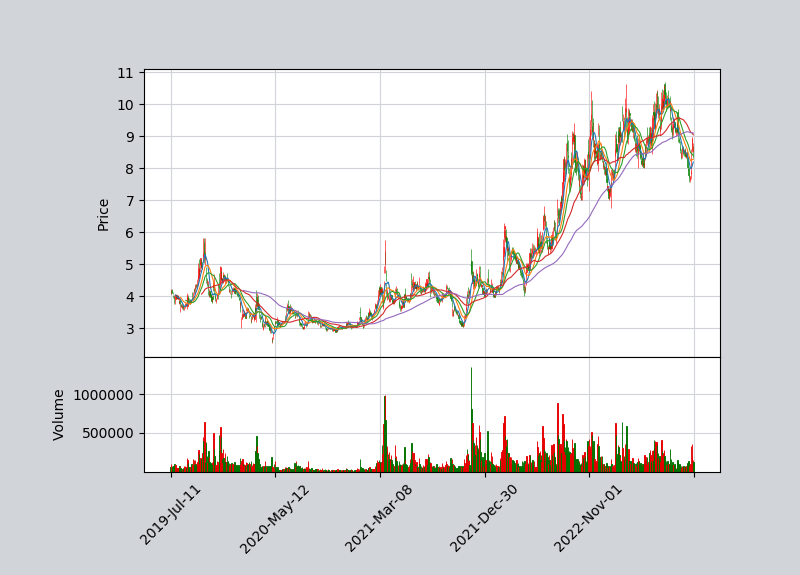 11
10
9
8
7
6
5
4
3
Price
1000000
500000
Volume
2019-Jul-11
2020-May-12
2021-Mar-08
2021-Dec-30
2022-Nov-01